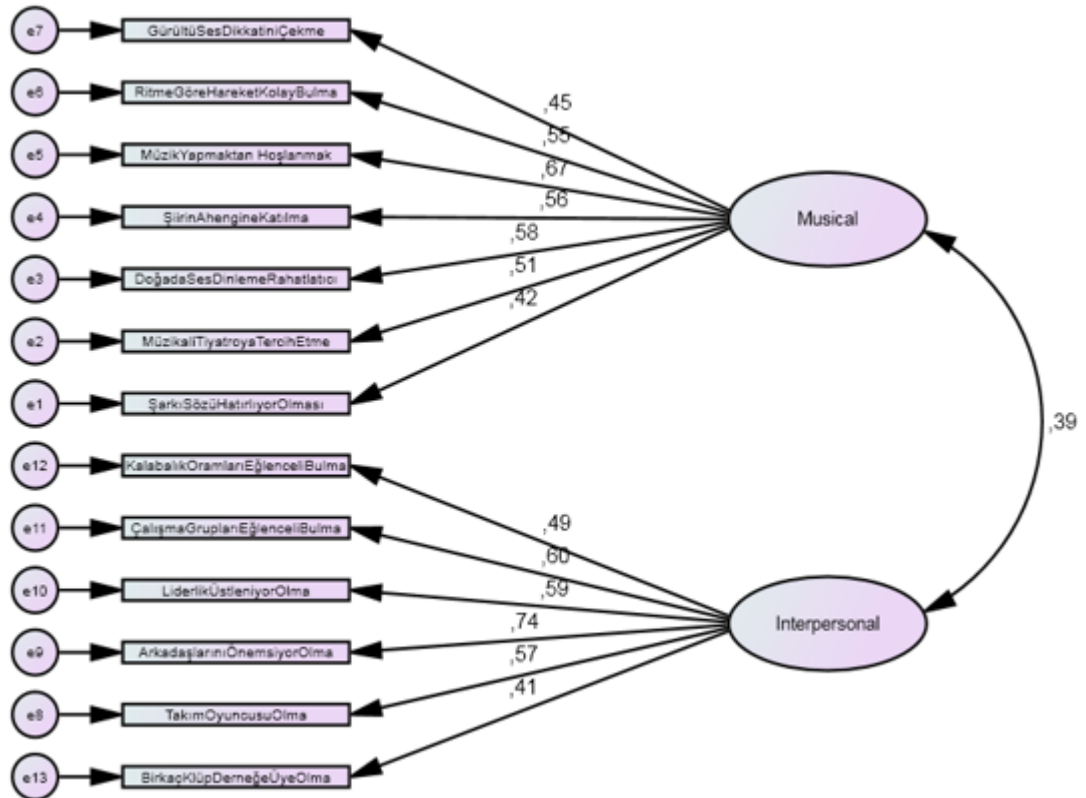 e7 GürültüSesDikkatiniÇekme
,45
e6 RitmeGöreHareketKolayBulma
,55
e5 MüzikYapmaktan Hoşlanmak
,67
e4 ŞiirinAhengineKatılma
,56
Musical
,58
e3 DoğadaSesDinlemeRahatlatıcı
,51
e2 MüzikaliTiyatroyaTercihEtme
,42
e1 ŞarkıSözüHatırlıyorOlması
,39
e12 KalabalıkOramlarıEğlenceliBulma
,49
e11 ÇalışmaGruplarıEğlenceliBulma
,60
e10 LiderlikÜstleniyorOlma
,59
Interpersonal
,74
e9 ArkadaşlarınıÖnemsiyorOlma
,57
e8 TakımOyuncusuOlma
,41
e13 BirkaçKlüpDerneğeÜyeOlma